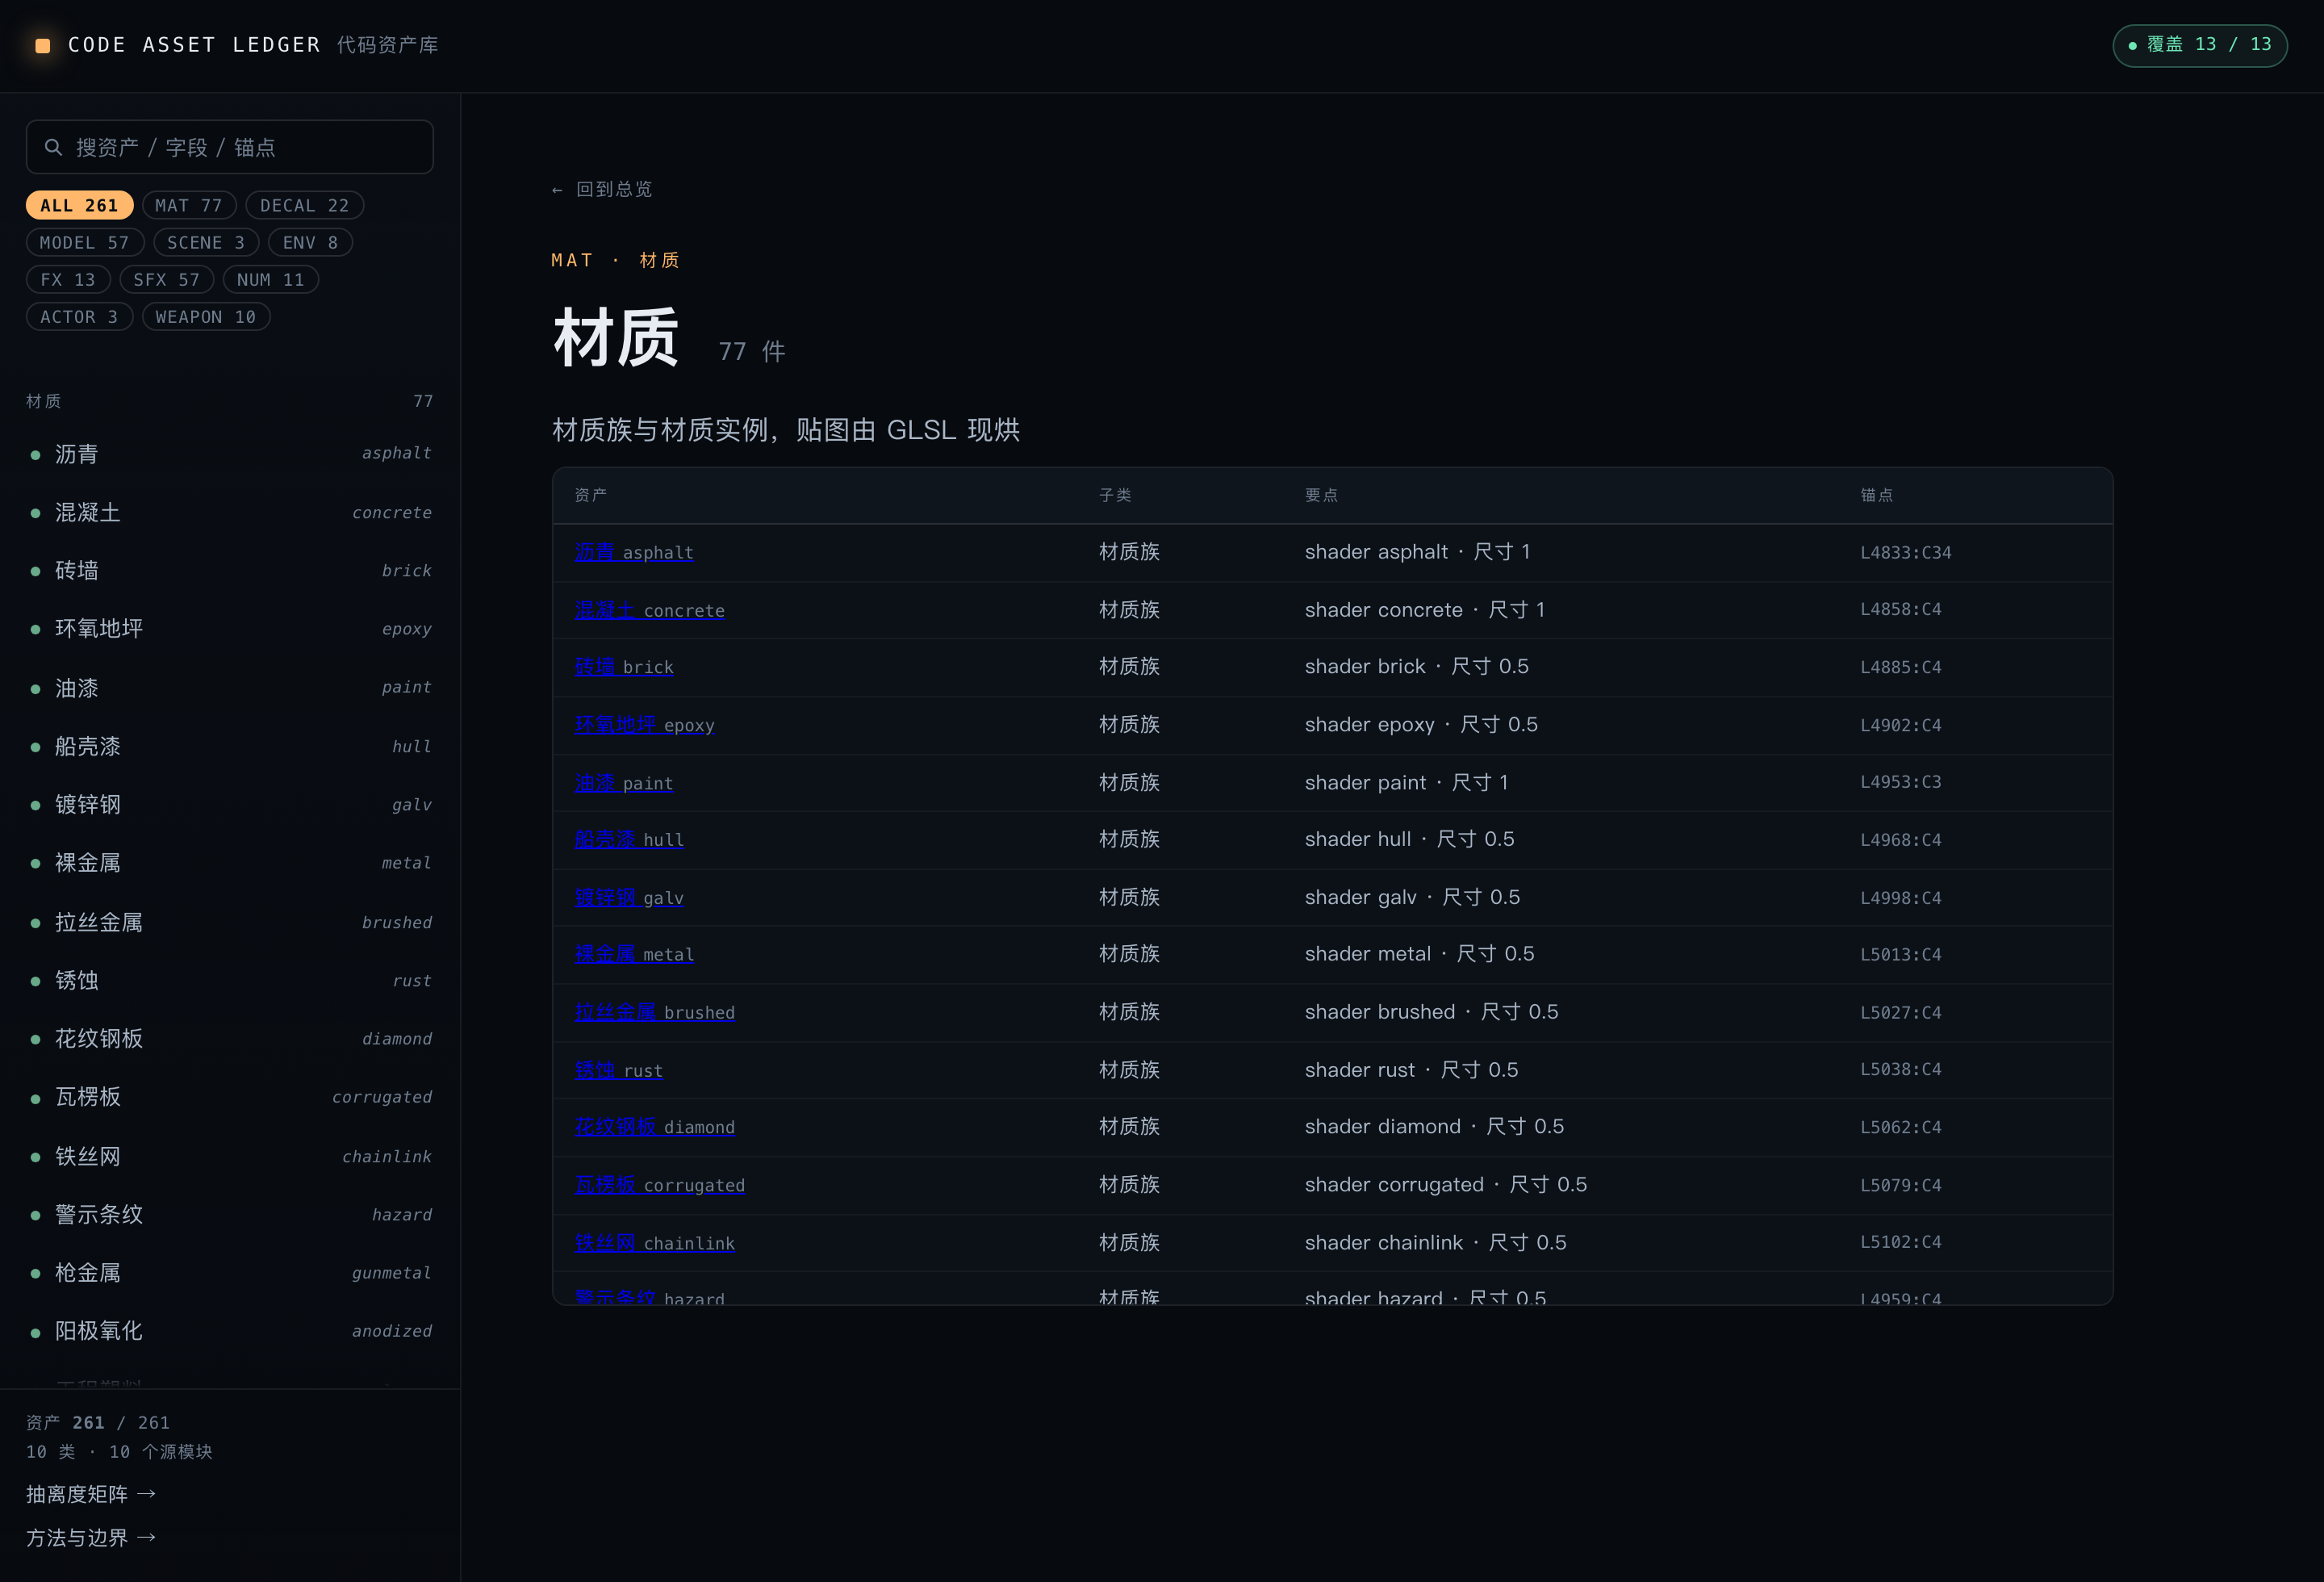 CODE ASSET LEDGER 代码资产库
覆盖 13 / 13
搜资产 / 字段 / 锚点
ALL 261 MAT 77 DECAL 22
MODEL 57 SCENE 3 ENV 8
FX 13 SFX 57 NUM 11
ACTOR 3 WEAPON 10
材质 77
沥青 asphalt
混凝土 concrete
砖墙 brick
环氧地坪 epoxy
油漆 paint
船壳漆 hull
镀锌钢 galv
裸金属 metal
拉丝金属 brushed
锈蚀 rust
花纹钢板 diamond
瓦楞板 corrugated
铁丝网 chainlink
警示条纹 hazard
枪金属 gunmetal
阳极氧化 anodized
资产 261 / 261
10 类 · 10 个源模块
抽离度矩阵 →
方法与边界 →
← 回到总览
MAT · 材质
材质 77 件
材质族与材质实例，贴图由 GLSL 现烘
资产 子类 要点 锚点
沥青 asphalt 材质族 shader asphalt · 尺寸 1 L4833:C34
混凝土 concrete 材质族 shader concrete · 尺寸 1 L4858:C4
砖墙 brick 材质族 shader brick · 尺寸 0.5 L4885:C4
环氧地坪 epoxy 材质族 shader epoxy · 尺寸 0.5 L4902:C4
油漆 paint 材质族 shader paint · 尺寸 1 L4953:C3
船壳漆 hull 材质族 shader hull · 尺寸 0.5 L4968:C4
镀锌钢 galv 材质族 shader galv · 尺寸 0.5 L4998:C4
裸金属 metal 材质族 shader metal · 尺寸 0.5 L5013:C4
拉丝金属 brushed 材质族 shader brushed · 尺寸 0.5 L5027:C4
锈蚀 rust 材质族 shader rust · 尺寸 0.5 L5038:C4
花纹钢板 diamond 材质族 shader diamond · 尺寸 0.5 L5062:C4
瓦楞板 corrugated 材质族 shader corrugated · 尺寸 0.5 L5079:C4
铁丝网 chainlink 材质族 shader chainlink · 尺寸 0.5 L5102:C4
警示条纹 hazard 材质族 shader hazard · 尺寸 0.5 L4959:C4